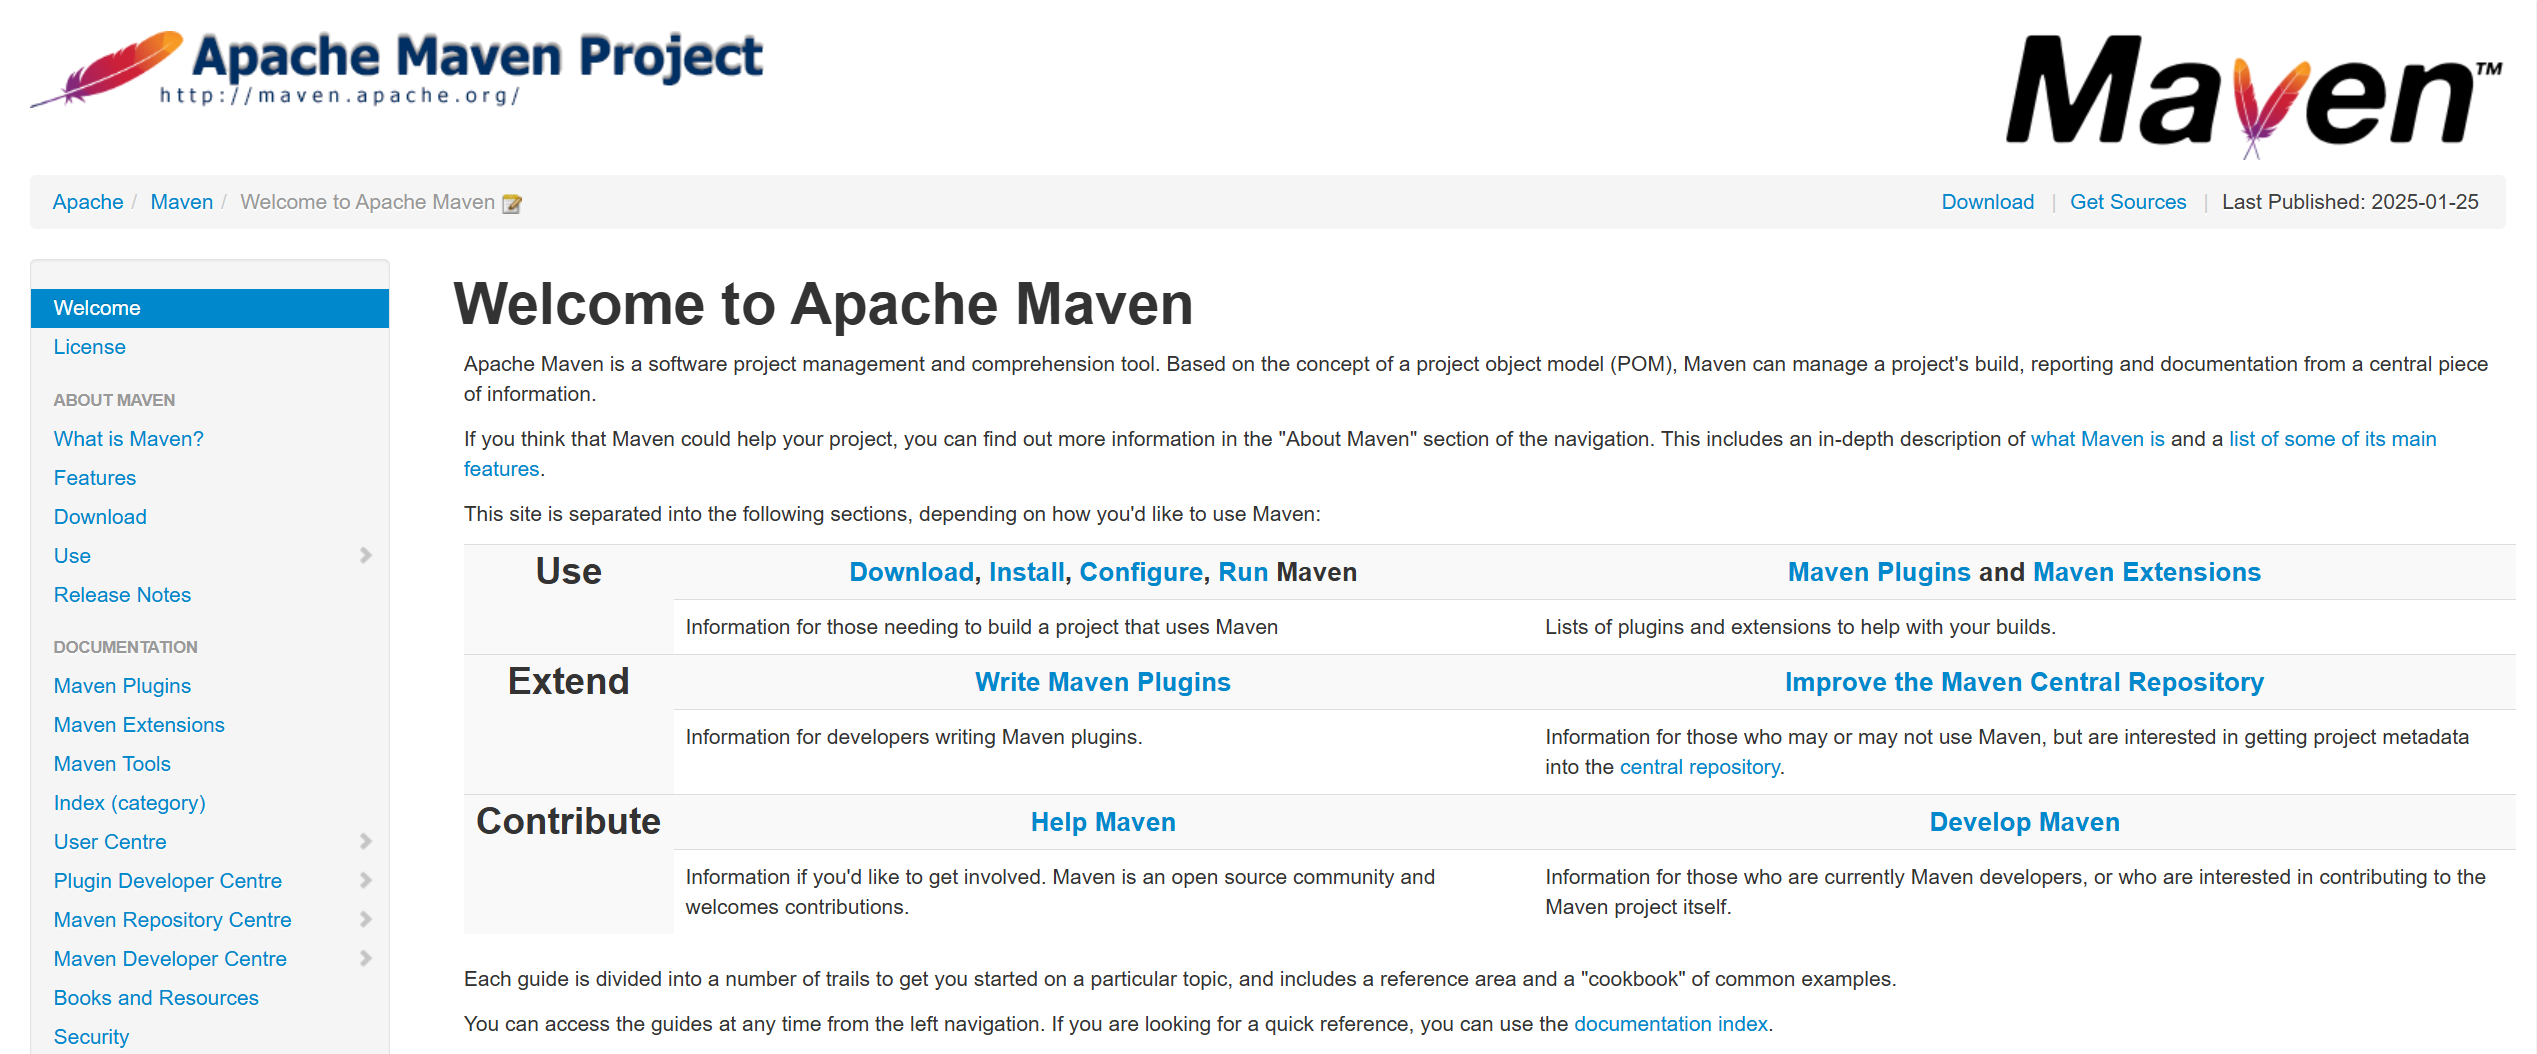 Apache Maven Project
http://maven.apache.org/
Maven™
Apache / Maven / Welcome to Apache Maven
Download | Get Sources | Last Published: 2025-01-25
Welcome
License
ABOUT MAVEN
What is Maven?
Features
Download
Use
Release Notes
DOCUMENTATION
Maven Plugins
Maven Extensions
Maven Tools
Index (category)
User Centre
Plugin Developer Centre
Maven Repository Centre
Maven Developer Centre
Books and Resources
Security
Welcome to Apache Maven
Apache Maven is a software project management and comprehension tool. Based on the concept of a project object model (POM), Maven can manage a project's build, reporting and documentation from a central piece
of information.
If you think that Maven could help your project, you can find out more information in the "About Maven" section of the navigation. This includes an in-depth description of what Maven is and a list of some of its main
features.
This site is separated into the following sections, depending on how you'd like to use Maven:
Use
Download, Install, Configure, Run Maven
Maven Plugins and Maven Extensions
Information for those needing to build a project that uses Maven
Lists of plugins and extensions to help with your builds.
Extend
Write Maven Plugins
Improve the Maven Central Repository
Information for developers writing Maven plugins.
Information for those who may or may not use Maven, but are interested in getting project metadata
into the central repository.
Contribute
Help Maven
Develop Maven
Information if you'd like to get involved. Maven is an open source community and
welcomes contributions.
Information for those who are currently Maven developers, or who are interested in contributing to the
Maven project itself.
Each guide is divided into a number of trails to get you started on a particular topic, and includes a reference area and a "cookbook" of common examples.
You can access the guides at any time from the left navigation. If you are looking for a quick reference, you can use the documentation index.